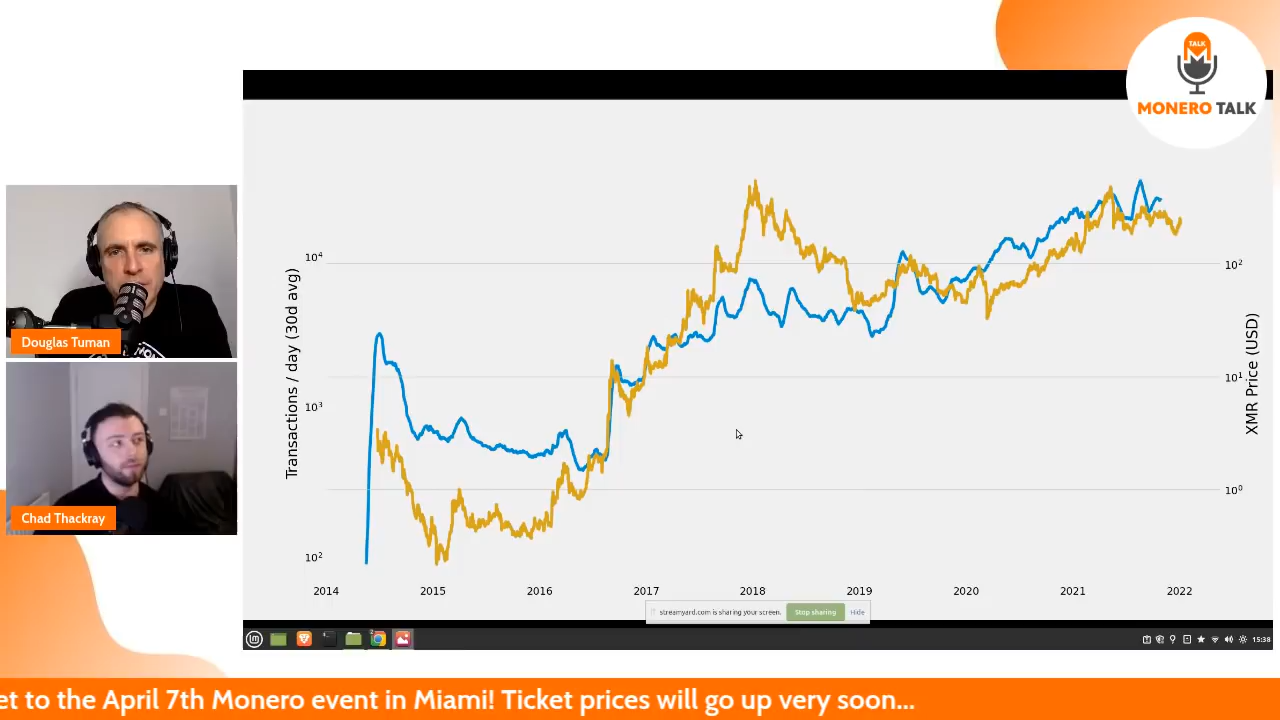 TALK
MONERO TALK
Douglas Tuman
Chad Thackray
Transactions / day (30d avg)
10⁴
10³
10²
XMR Price (USD)
10²
10¹
10⁰
2014 2015 2016 2017 2018 2019 2020 2021 2022
streamyard.com is sharing your screen. Stop sharing Hide
lm
15:38
et to the April 7th Monero event in Miami! Ticket prices will go up very soon...